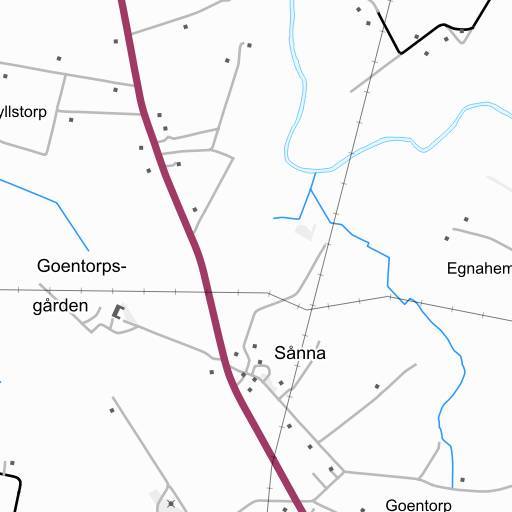 yllstorp
Goentorps-
gården
Egnahem
Sånna
Goentorp